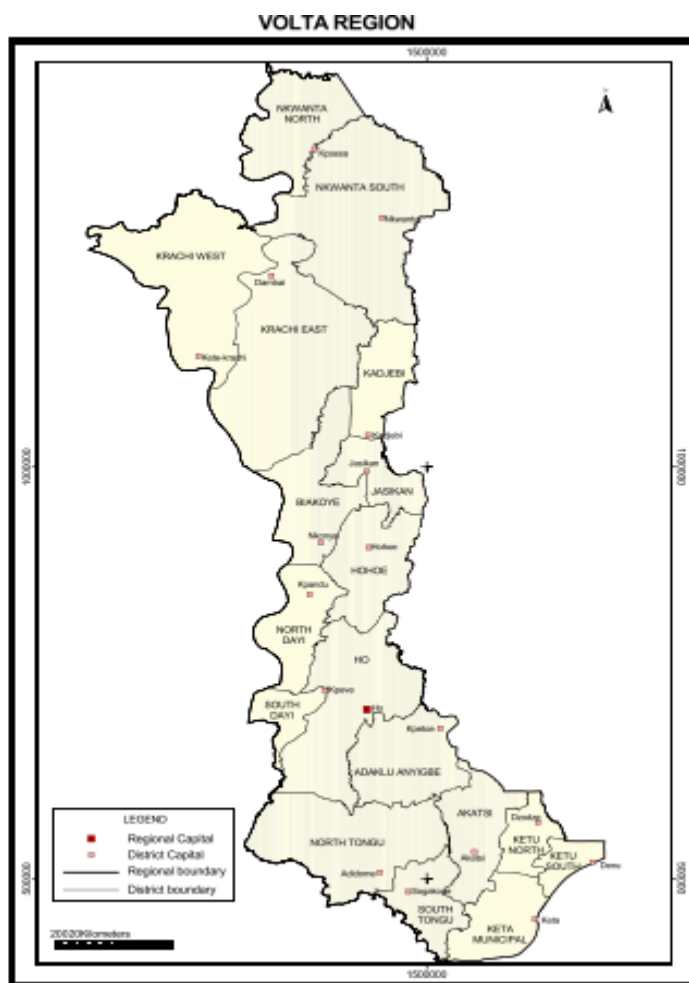 VOLTA REGION
1500000
NKWANTA
NORTH
Kpassa
NKWANTA SOUTH
Nkwanta
KRACHI WEST
Dambai
KRACHI EAST
Kete-krachi
KADJEBI
Kadjebi
1000000
1000000
Jasikan
JASIKAN
BIAKOYE
Nkonya
Hohoe
HOHOE
Kpandu
NORTH
DAYI
HO
Kpeve
SOUTH
DAYI
Ho
Kpetoe
ADAKLU ANYIGBE
LEGEND
Regional Capital
District Capital
Regional boundary
District boundary
AKATSI
Dzodze
NORTH TONGU
KETU
NORTH
KETU
SOUTH
Akatsi
Denu
Adidome
500000
500000
Sogakope
SOUTH
TONGU
KETA
MUNICIPAL
Keta
20020Kilometers
1500000